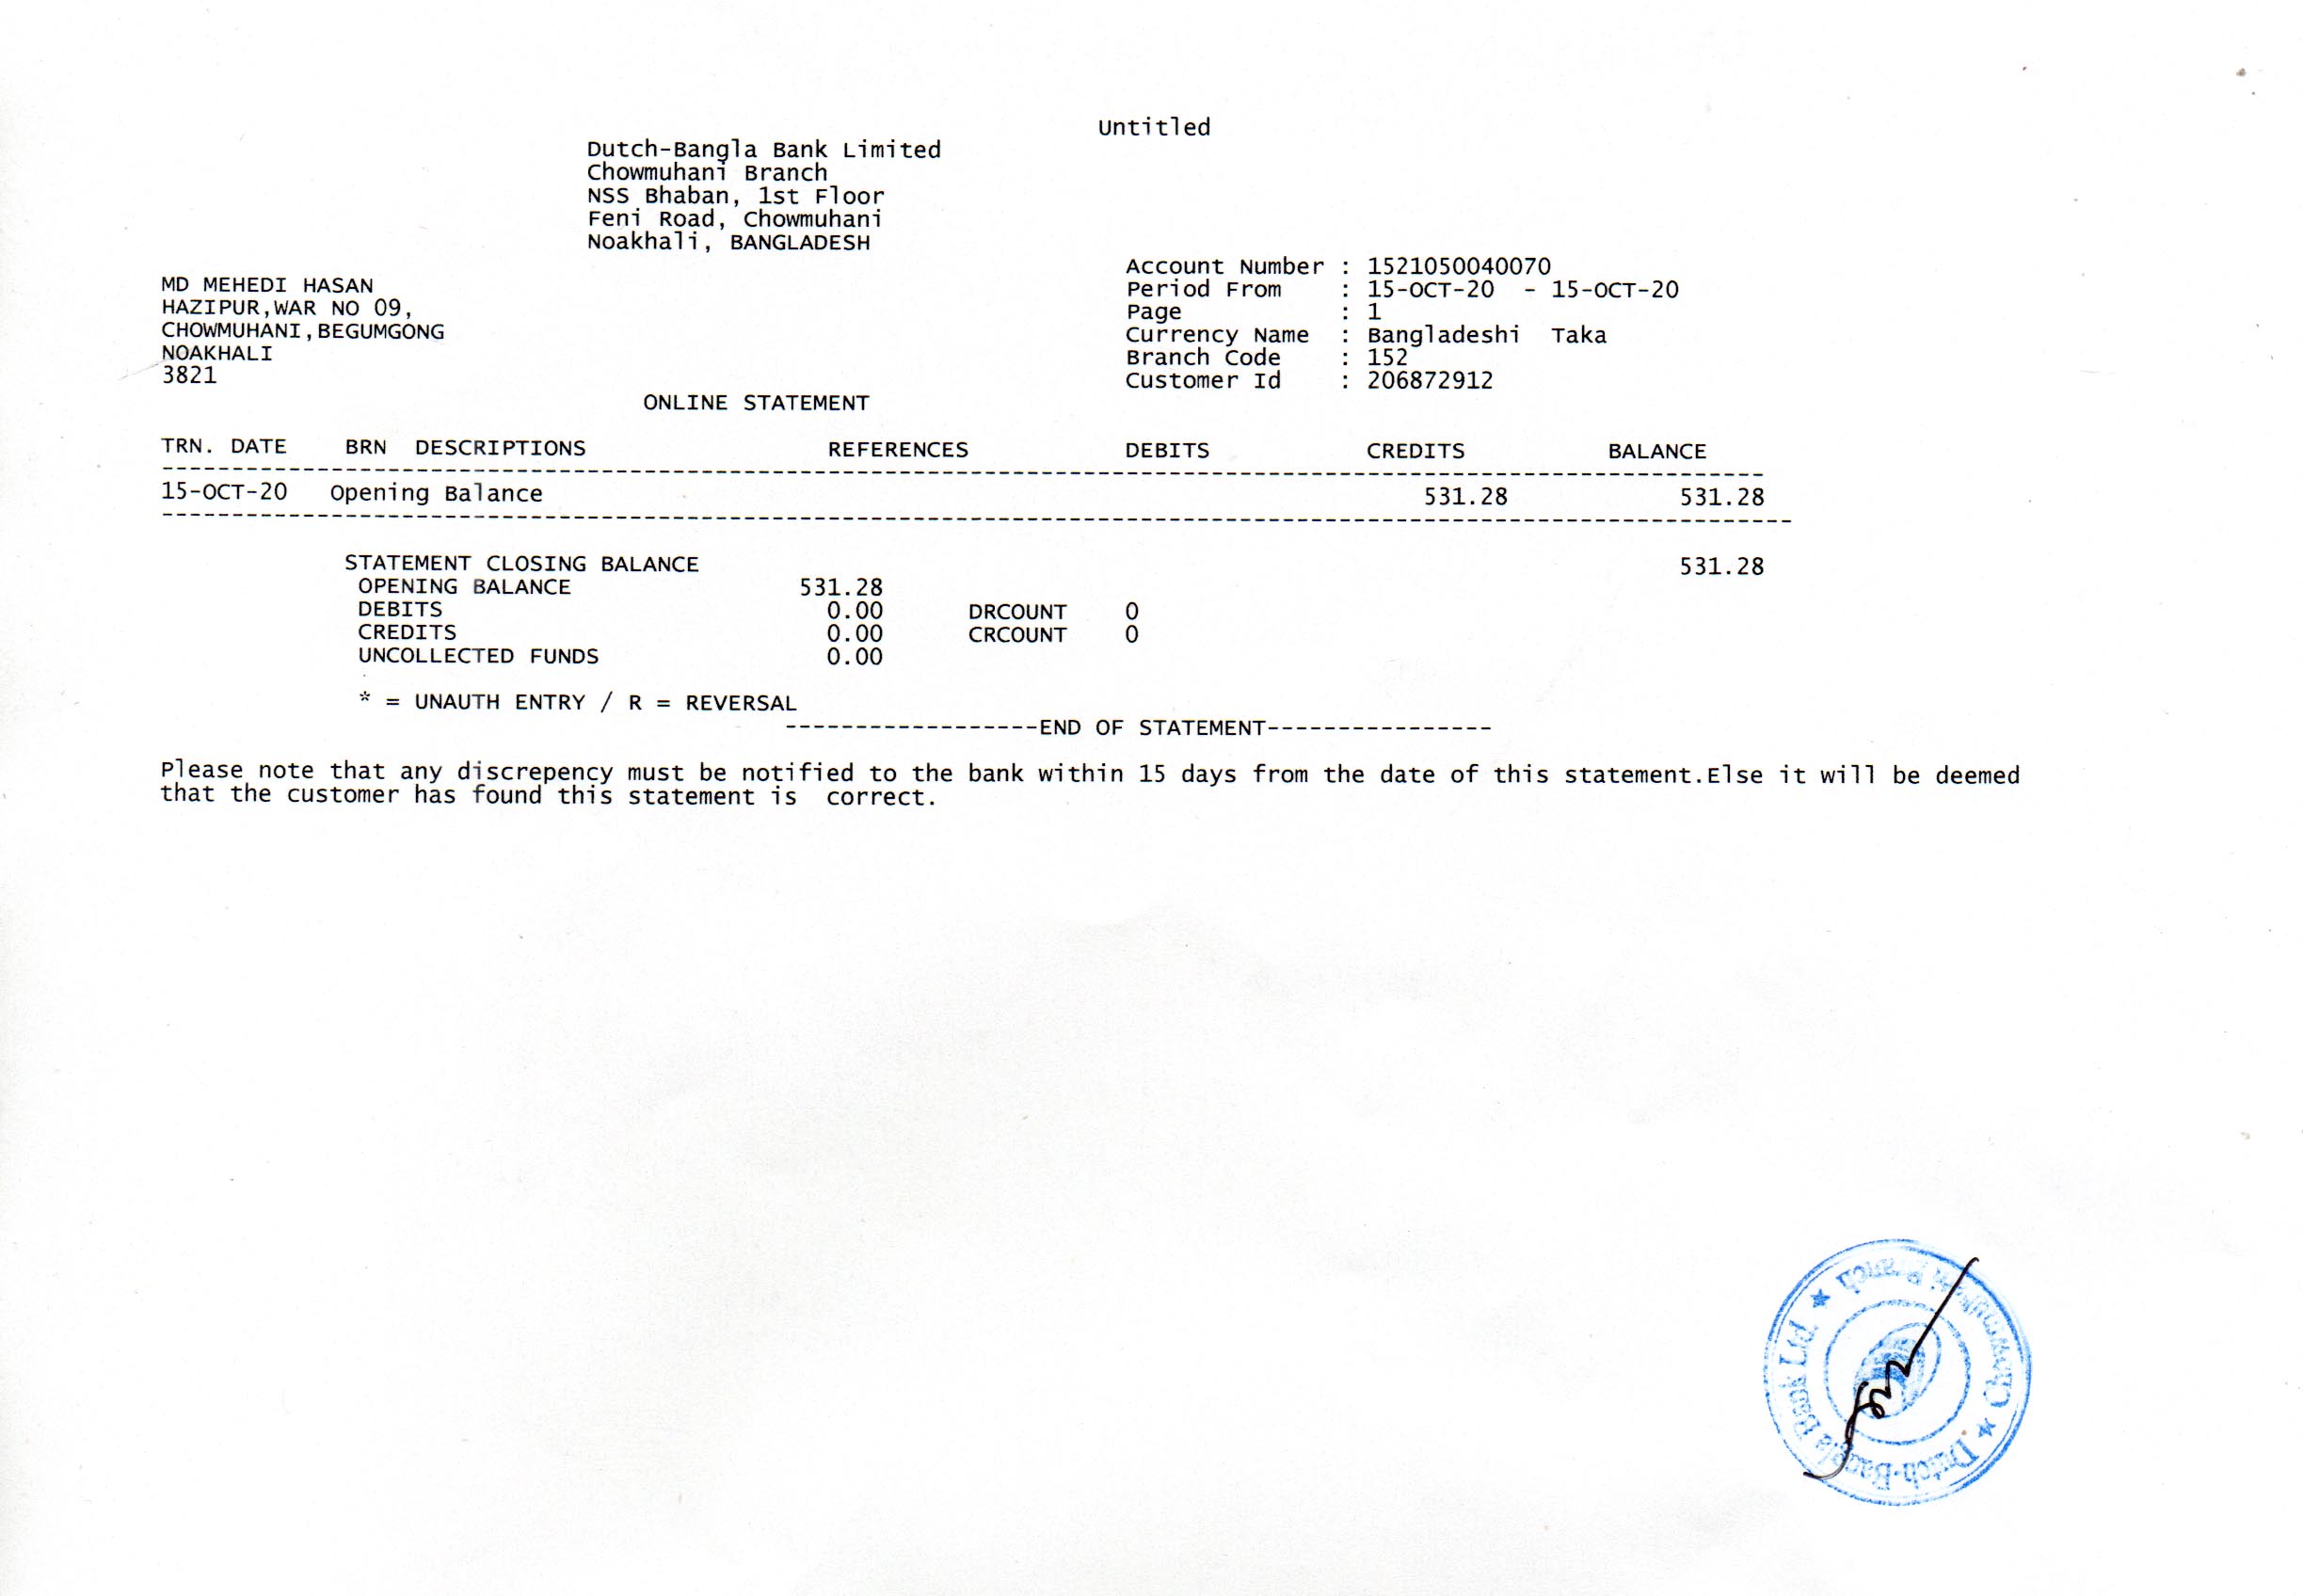 Untitled
Dutch-Bangla Bank Limited
Chowmuhani Branch
NSS Bhaban, 1st Floor
Feni Road, Chowmuhani
Noakhali, BANGLADESH
MD MEHEDI HASAN
HAZIPUR,WAR NO 09,
CHOWMUHANI,BEGUMGONG
NOAKHALI
3821
Account Number : 1521050040070
Period From : 15-OCT-20 - 15-OCT-20
Page : 1
Currency Name : Bangladeshi Taka
Branch Code : 152
Customer Id : 206872912
ONLINE STATEMENT
TRN. DATE BRN DESCRIPTIONS REFERENCES DEBITS CREDITS BALANCE
15-OCT-20 Opening Balance 531.28 531.28
STATEMENT CLOSING BALANCE 531.28
OPENING BALANCE 531.28
DEBITS 0.00 DRCOUNT 0
CREDITS 0.00 CRCOUNT 0
UNCOLLECTED FUNDS 0.00
* = UNAUTH ENTRY / R = REVERSAL
------------------END OF STATEMENT----------------
Please note that any discrepency must be notified to the bank within 15 days from the date of this statement.Else it will be deemed
that the customer has found this statement is correct.
★ Dutch-Bangla Bank Ltd. ★
Chowmuhani Branch